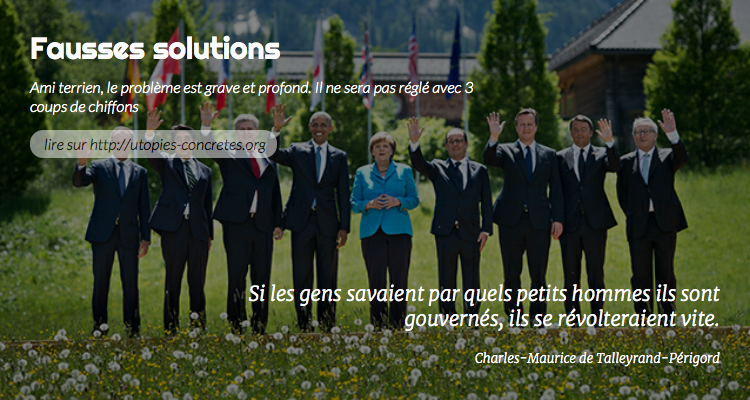 Fausses solutions
Ami terrien, le problème est grave et profond. Il ne sera pas réglé avec 3
coups de chiffons
lire sur http://utopies-concretes.org
Si les gens savaient par quels petits hommes ils sont
gouvernés, ils se révolteraient vite.
Charles-Maurice de Talleyrand-Périgord